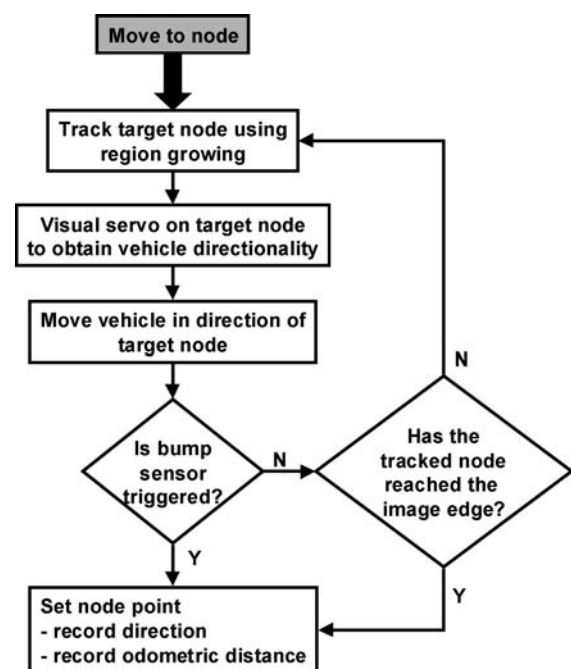 Move to node
Track target node using
region growing
Visual servo on target node
to obtain vehicle directionality
Move vehicle in direction of
target node
Is bump
sensor
triggered?
N
Has the
tracked node
reached the
image edge?
N
Y
Y
Set node point
- record direction
- record odometric distance